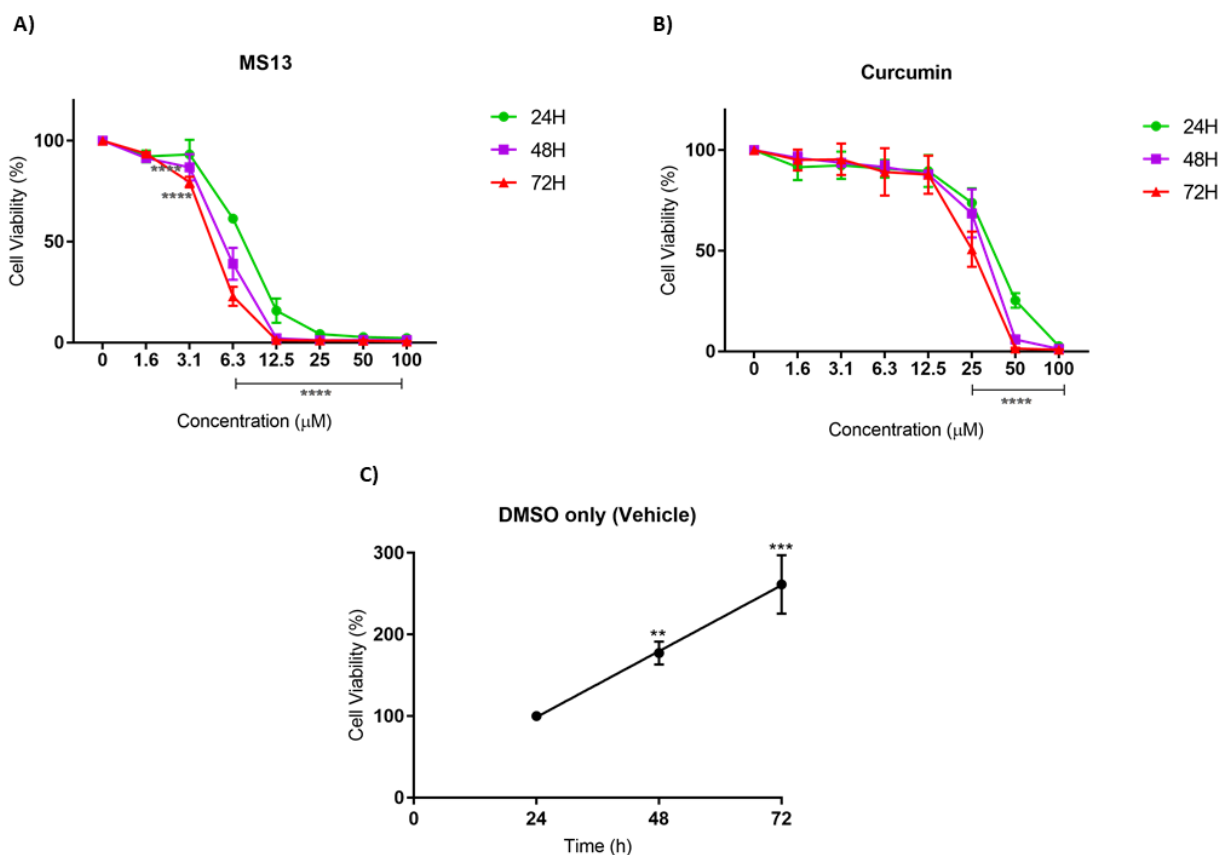 A)
MS13
100
50
0
Cell Viability (%)
24H
48H
72H
****
****
0 1.6 3.1 6.3 12.5 25 50 100
****
Concentration (μM)
B)
Curcumin
100
50
0
Cell Viability (%)
24H
48H
72H
0 1.6 3.1 6.3 12.5 25 50 100
****
Concentration (μM)
C)
DMSO only (Vehicle)
300
200
100
0
Cell Viability (%)
**
***
0 24 48 72
Time (h)